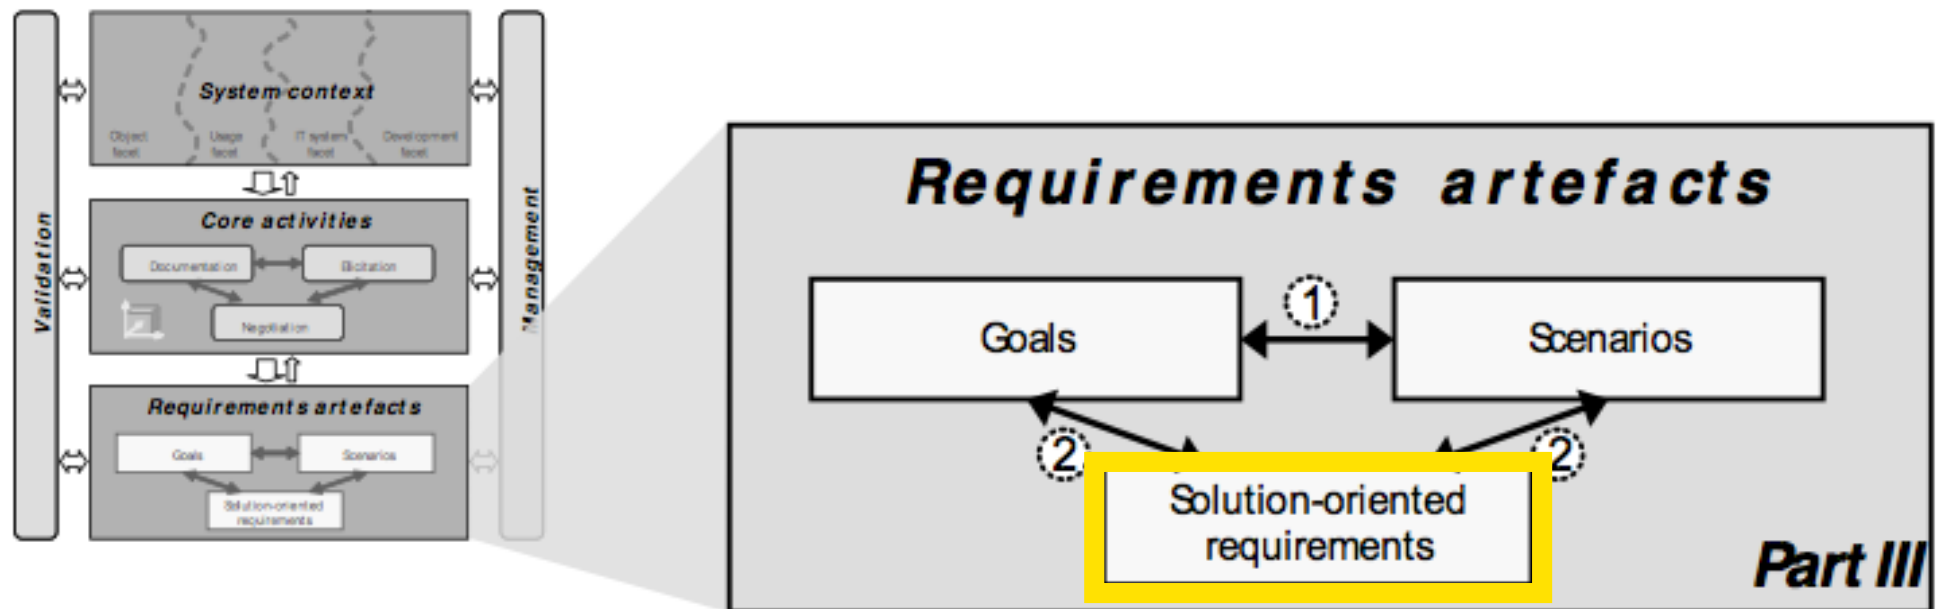 System context
Object
facet
Usage
facet
IT system
facet
Development
facet
Validation
Management
Core activities
Documentation
Elicitation
Negotiation
Requirements artefacts
Goals
Scenarios
Solution-oriented
requirements
Requirements artefacts
1
Goals
Scenarios
2
2
Solution-oriented
requirements
Part III